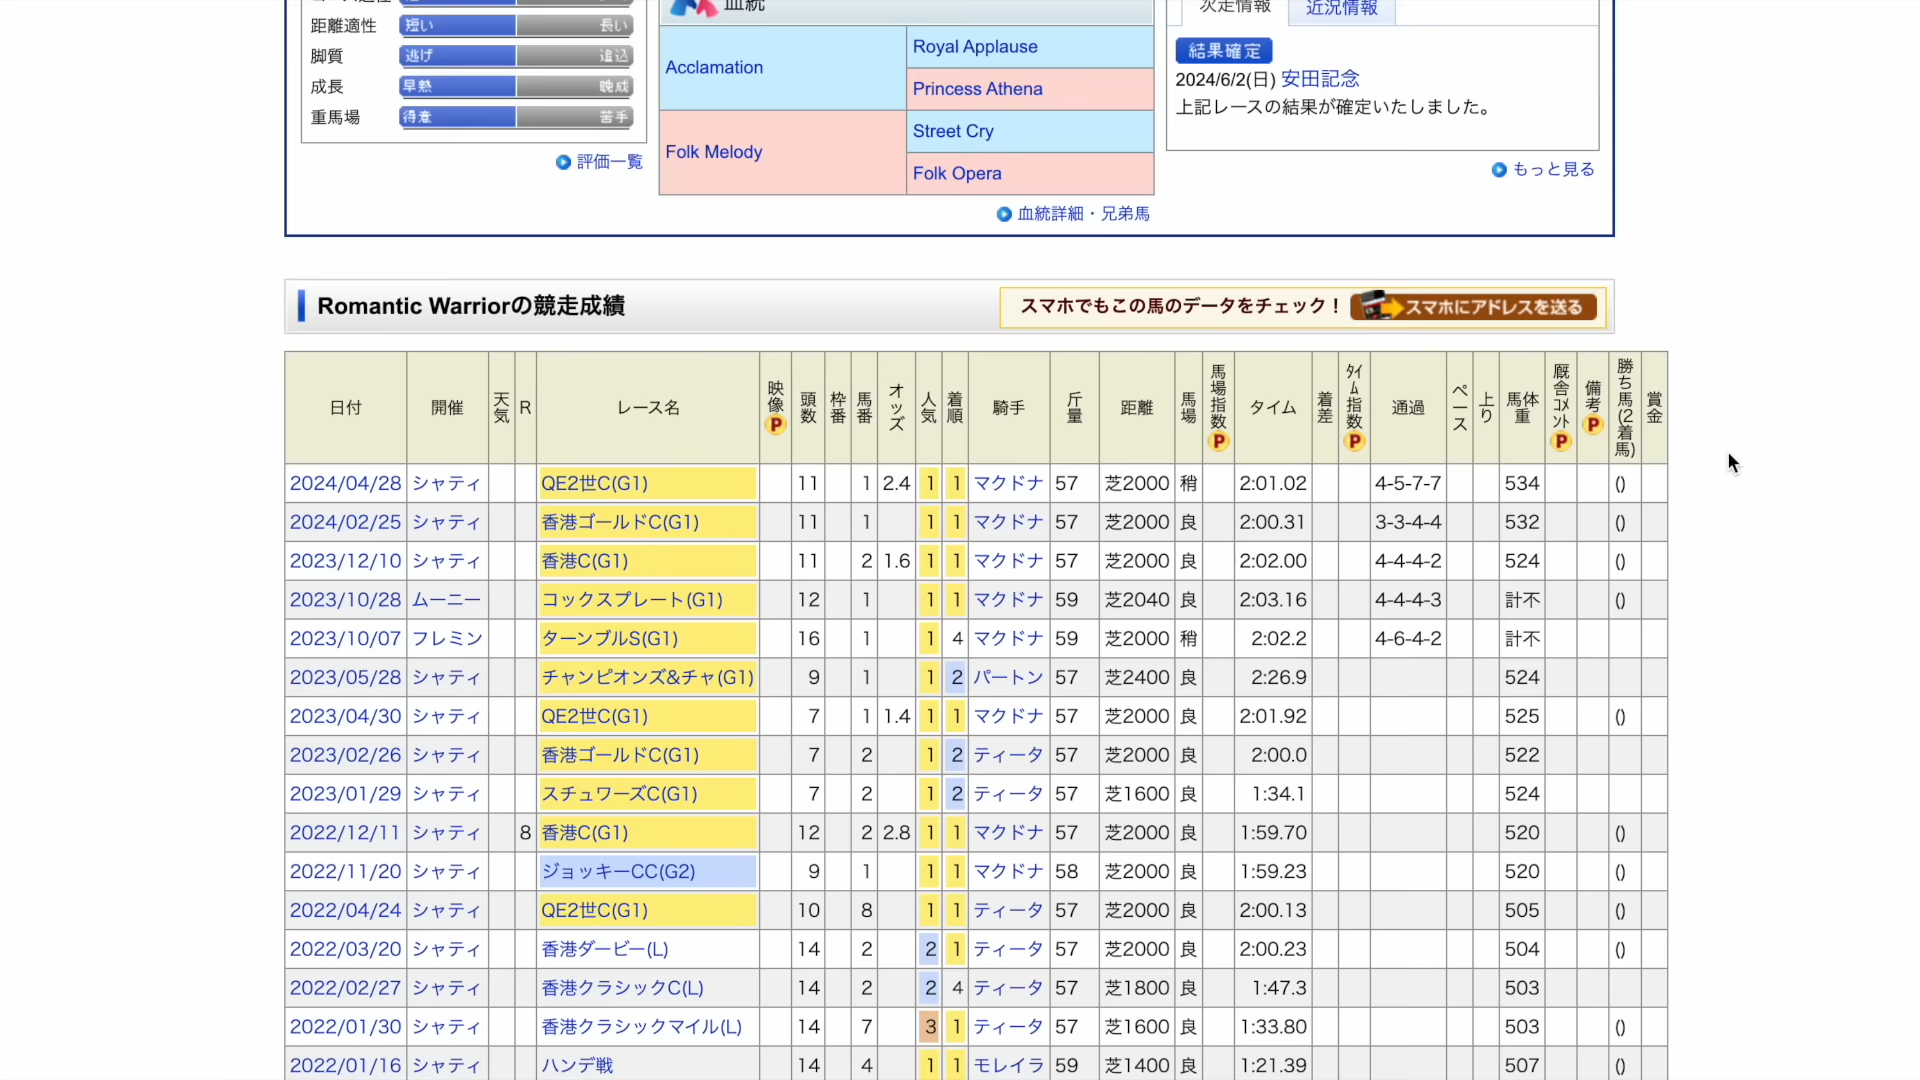 距離適性 短い 長い
脚質 逃げ 追込
成長 早熟 晩成
重馬場 得意 苦手
評価一覧
血統
Acclamation
Royal Applause
Princess Athena
Folk Melody
Street Cry
Folk Opera
血統詳細・兄弟馬
次走情報 近況情報
結果確定
2024/6/2(日) 安田記念
上記レースの結果が確定いたしました。
もっと見る
Romantic Warriorの競走成績
スマホでもこの馬のデータをチェック！ スマホにアドレスを送る
日付 開催 天気 R レース名 映像 P 頭数 枠番 馬番 オッズ 人気 着順 騎手 斤量 距離 馬場 馬場指数 P タイム 着差 ﾀｲﾑ指数 P 通過 ペース 上り 馬体重 厩舎ｺﾒﾝﾄ P 備考 P 勝ち馬(2着馬) 賞金
2024/04/28 シャティ QE2世C(G1) 11 1 2.4 1 1 マクドナ 57 芝2000 稍 2:01.02 4-5-7-7 534 ()
2024/02/25 シャティ 香港ゴールドC(G1) 11 1 1 1 マクドナ 57 芝2000 良 2:00.31 3-3-4-4 532 ()
2023/12/10 シャティ 香港C(G1) 11 2 1.6 1 1 マクドナ 57 芝2000 良 2:02.00 4-4-4-2 524 ()
2023/10/28 ムーニー コックスプレート(G1) 12 1 1 1 マクドナ 59 芝2040 良 2:03.16 4-4-4-3 計不 ()
2023/10/07 フレミン ターンブルS(G1) 16 1 1 4 マクドナ 59 芝2000 稍 2:02.2 4-6-4-2 計不
2023/05/28 シャティ チャンピオンズ&チャ(G1) 9 1 1 2 パートン 57 芝2400 良 2:26.9 524
2023/04/30 シャティ QE2世C(G1) 7 1 1.4 1 1 マクドナ 57 芝2000 良 2:01.92 525 ()
2023/02/26 シャティ 香港ゴールドC(G1) 7 2 1 2 ティータ 57 芝2000 良 2:00.0 522
2023/01/29 シャティ スチュワーズC(G1) 7 2 1 2 ティータ 57 芝1600 良 1:34.1 524
2022/12/11 シャティ 8 香港C(G1) 12 2 2.8 1 1 マクドナ 57 芝2000 良 1:59.70 520 ()
2022/11/20 シャティ ジョッキーCC(G2) 9 1 1 1 マクドナ 58 芝2000 良 1:59.23 520 ()
2022/04/24 シャティ QE2世C(G1) 10 8 1 1 ティータ 57 芝2000 良 2:00.13 505 ()
2022/03/20 シャティ 香港ダービー(L) 14 2 2 1 ティータ 57 芝2000 良 2:00.23 504 ()
2022/02/27 シャティ 香港クラシックC(L) 14 2 2 4 ティータ 57 芝1800 良 1:47.3 503
2022/01/30 シャティ 香港クラシックマイル(L) 14 7 3 1 ティータ 57 芝1600 良 1:33.80 503 ()
2022/01/16 シャティ ハンデ戦 14 4 1 1 モレイラ 59 芝1400 良 1:21.39 507 ()